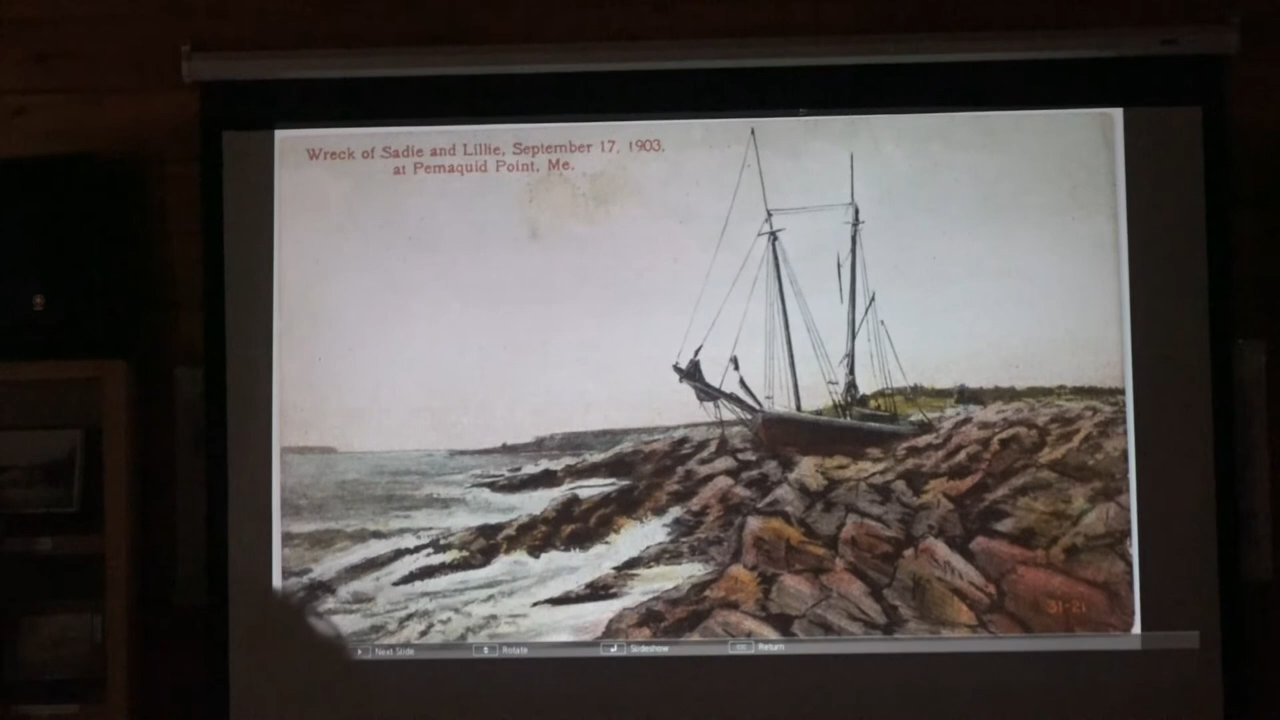 Wreck of Sadie and Lillie, September 17, 1903,
at Pemaquid Point, Me.
31-21
Next Slide Rotate Slideshow Return